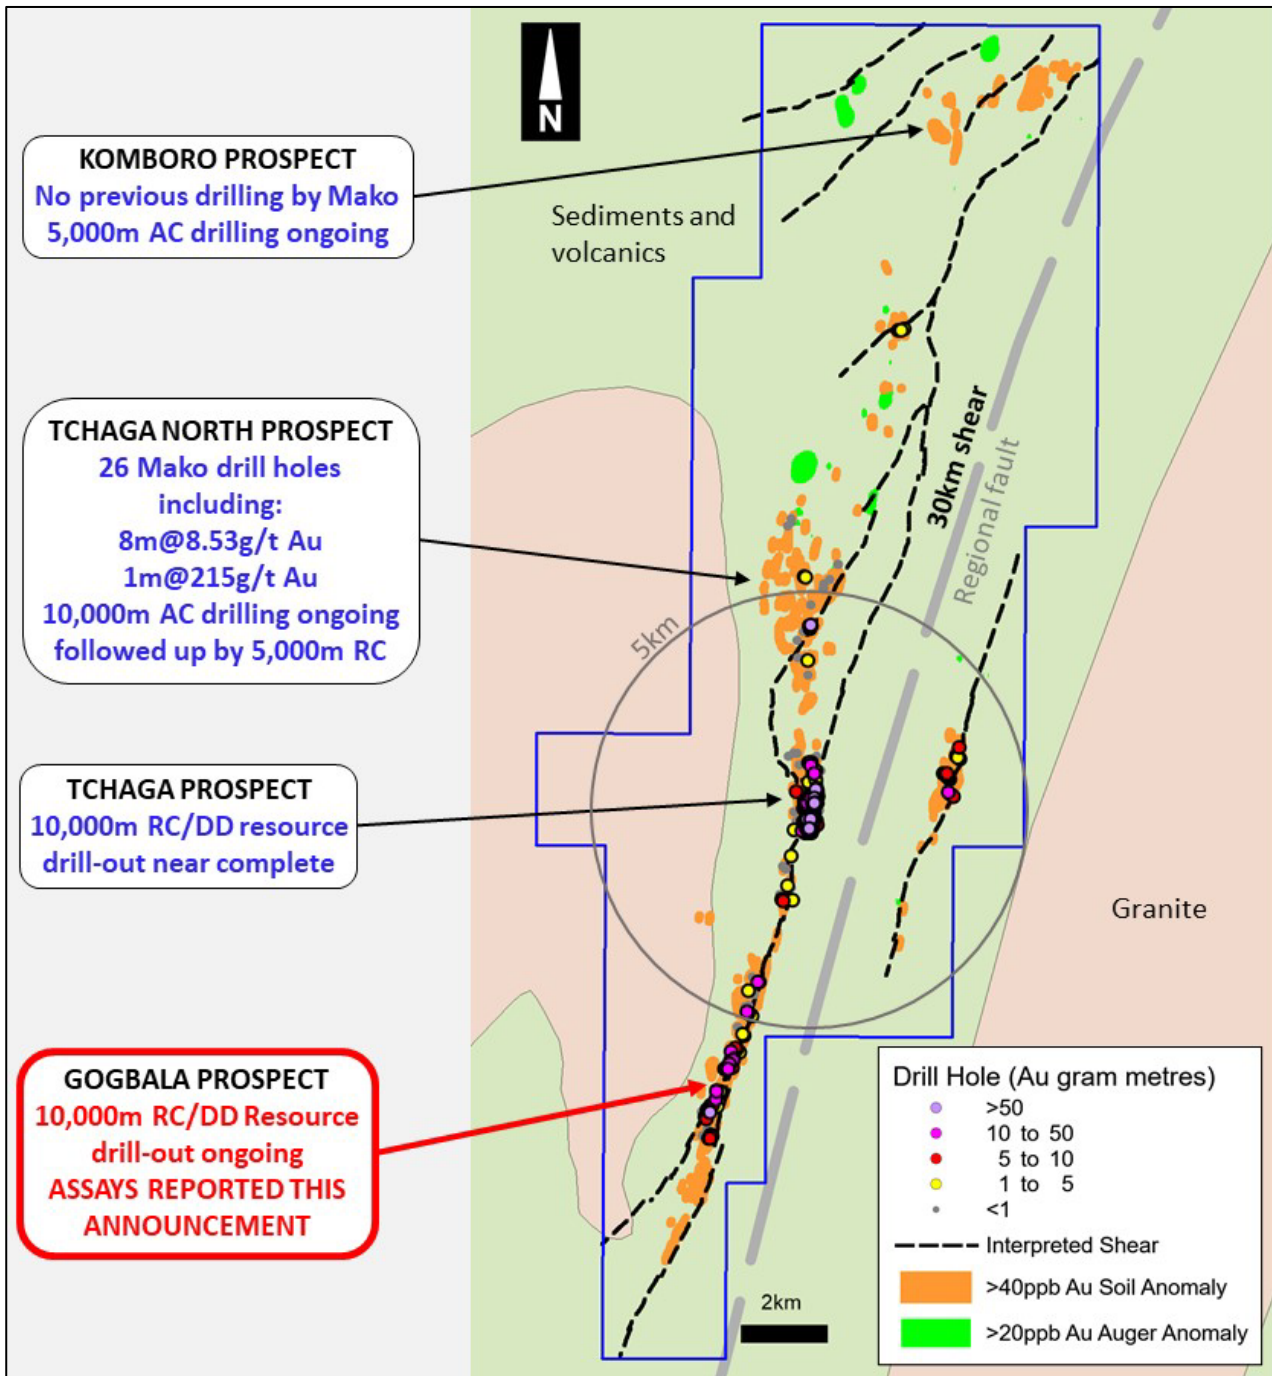 N
KOMBORO PROSPECT
No previous drilling by Mako
5,000m AC drilling ongoing
Sediments and
volcanics
TCHAGA NORTH PROSPECT
26 Mako drill holes
including:
8m@8.53g/t Au
1m@215g/t Au
10,000m AC drilling ongoing
followed up by 5,000m RC
30km shear
Regional fault
5km
TCHAGA PROSPECT
10,000m RC/DD resource
drill-out near complete
Granite
GOGBALA PROSPECT
10,000m RC/DD Resource
drill-out ongoing
ASSAYS REPORTED THIS
ANNOUNCEMENT
2km
Drill Hole (Au gram metres)
>50
10 to 50
5 to 10
1 to 5
<1
Interpreted Shear
>40ppb Au Soil Anomaly
>20ppb Au Auger Anomaly